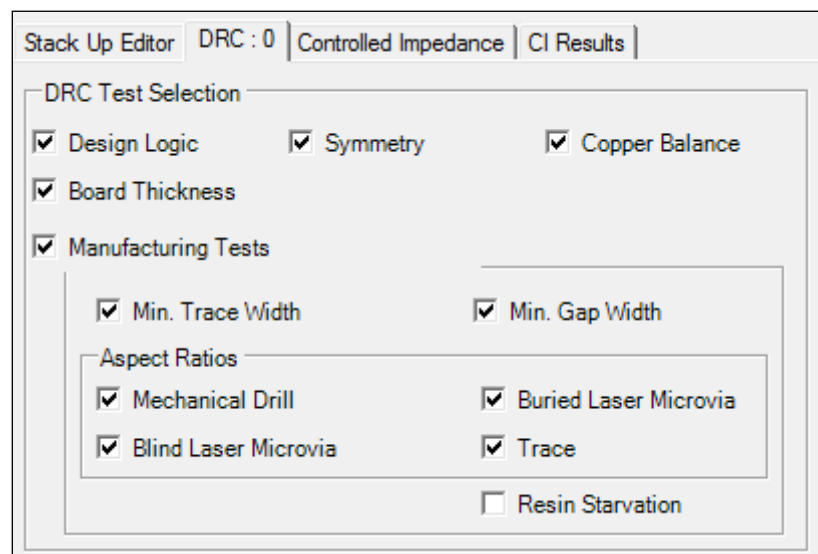 Stack Up Editor DRC : 0 Controlled Impedance CI Results
DRC Test Selection
Design Logic Symmetry Copper Balance
Board Thickness
Manufacturing Tests
Min. Trace Width Min. Gap Width
Aspect Ratios
Mechanical Drill Buried Laser Microvia
Blind Laser Microvia Trace
Resin Starvation